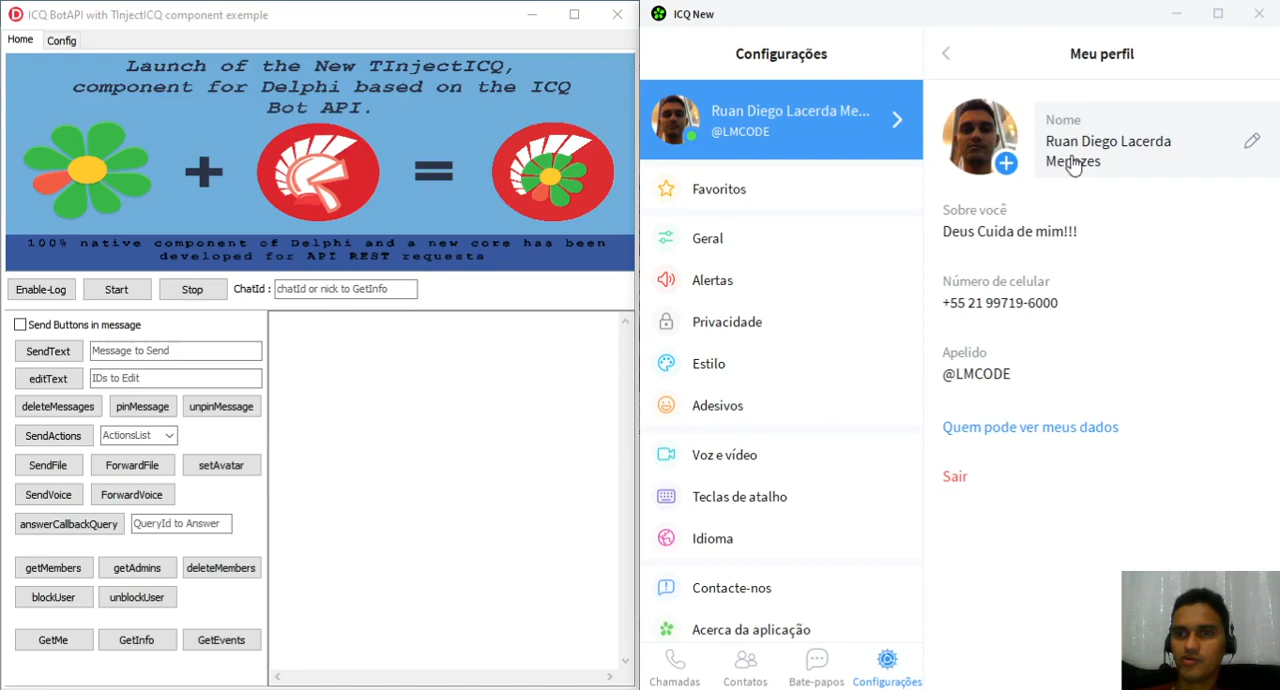 ICQ BotAPI with TInjectICQ component exemple
Home Config
Launch of the New TInjectICQ,
component for Delphi based on the ICQ
Bot API.
100% native component of Delphi and a new core has been
developed for API REST requests
Enable-Log Start Stop ChatId : chatId or nick to GetInfo
Send Buttons in message
SendText Message to Send
editText IDs to Edit
deleteMessages pinMessage unpinMessage
SendActions ActionsList
SendFile ForwardFile setAvatar
SendVoice ForwardVoice
answerCallbackQuery QueryId to Answer
getMembers getAdmins deleteMembers
blockUser unblockUser
GetMe GetInfo GetEvents
ICQ New
Configurações
Ruan Diego Lacerda Me...
@LMCODE
Favoritos
Geral
Alertas
Privacidade
Estilo
Adesivos
Voz e vídeo
Teclas de atalho
Idioma
Contacte-nos
Acerca da aplicação
Chamadas Contatos Bate-papos Configurações
Meu perfil
Nome
Ruan Diego Lacerda
Menezes
Sobre você
Deus Cuida de mim!!!
Número de celular
+55 21 99719-6000
Apelido
@LMCODE
Quem pode ver meus dados
Sair